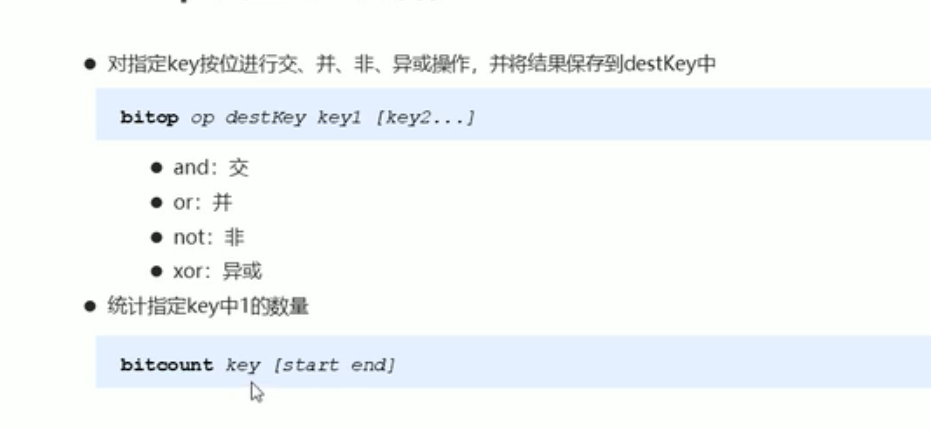 ● 对指定key按位进行交、并、非、异或操作，并将结果保存到destKey中
bitop op destKey key1 [key2...]
● and：交
● or：并
● not：非
● xor：异或
● 统计指定key中1的数量
bitcount key [start end]